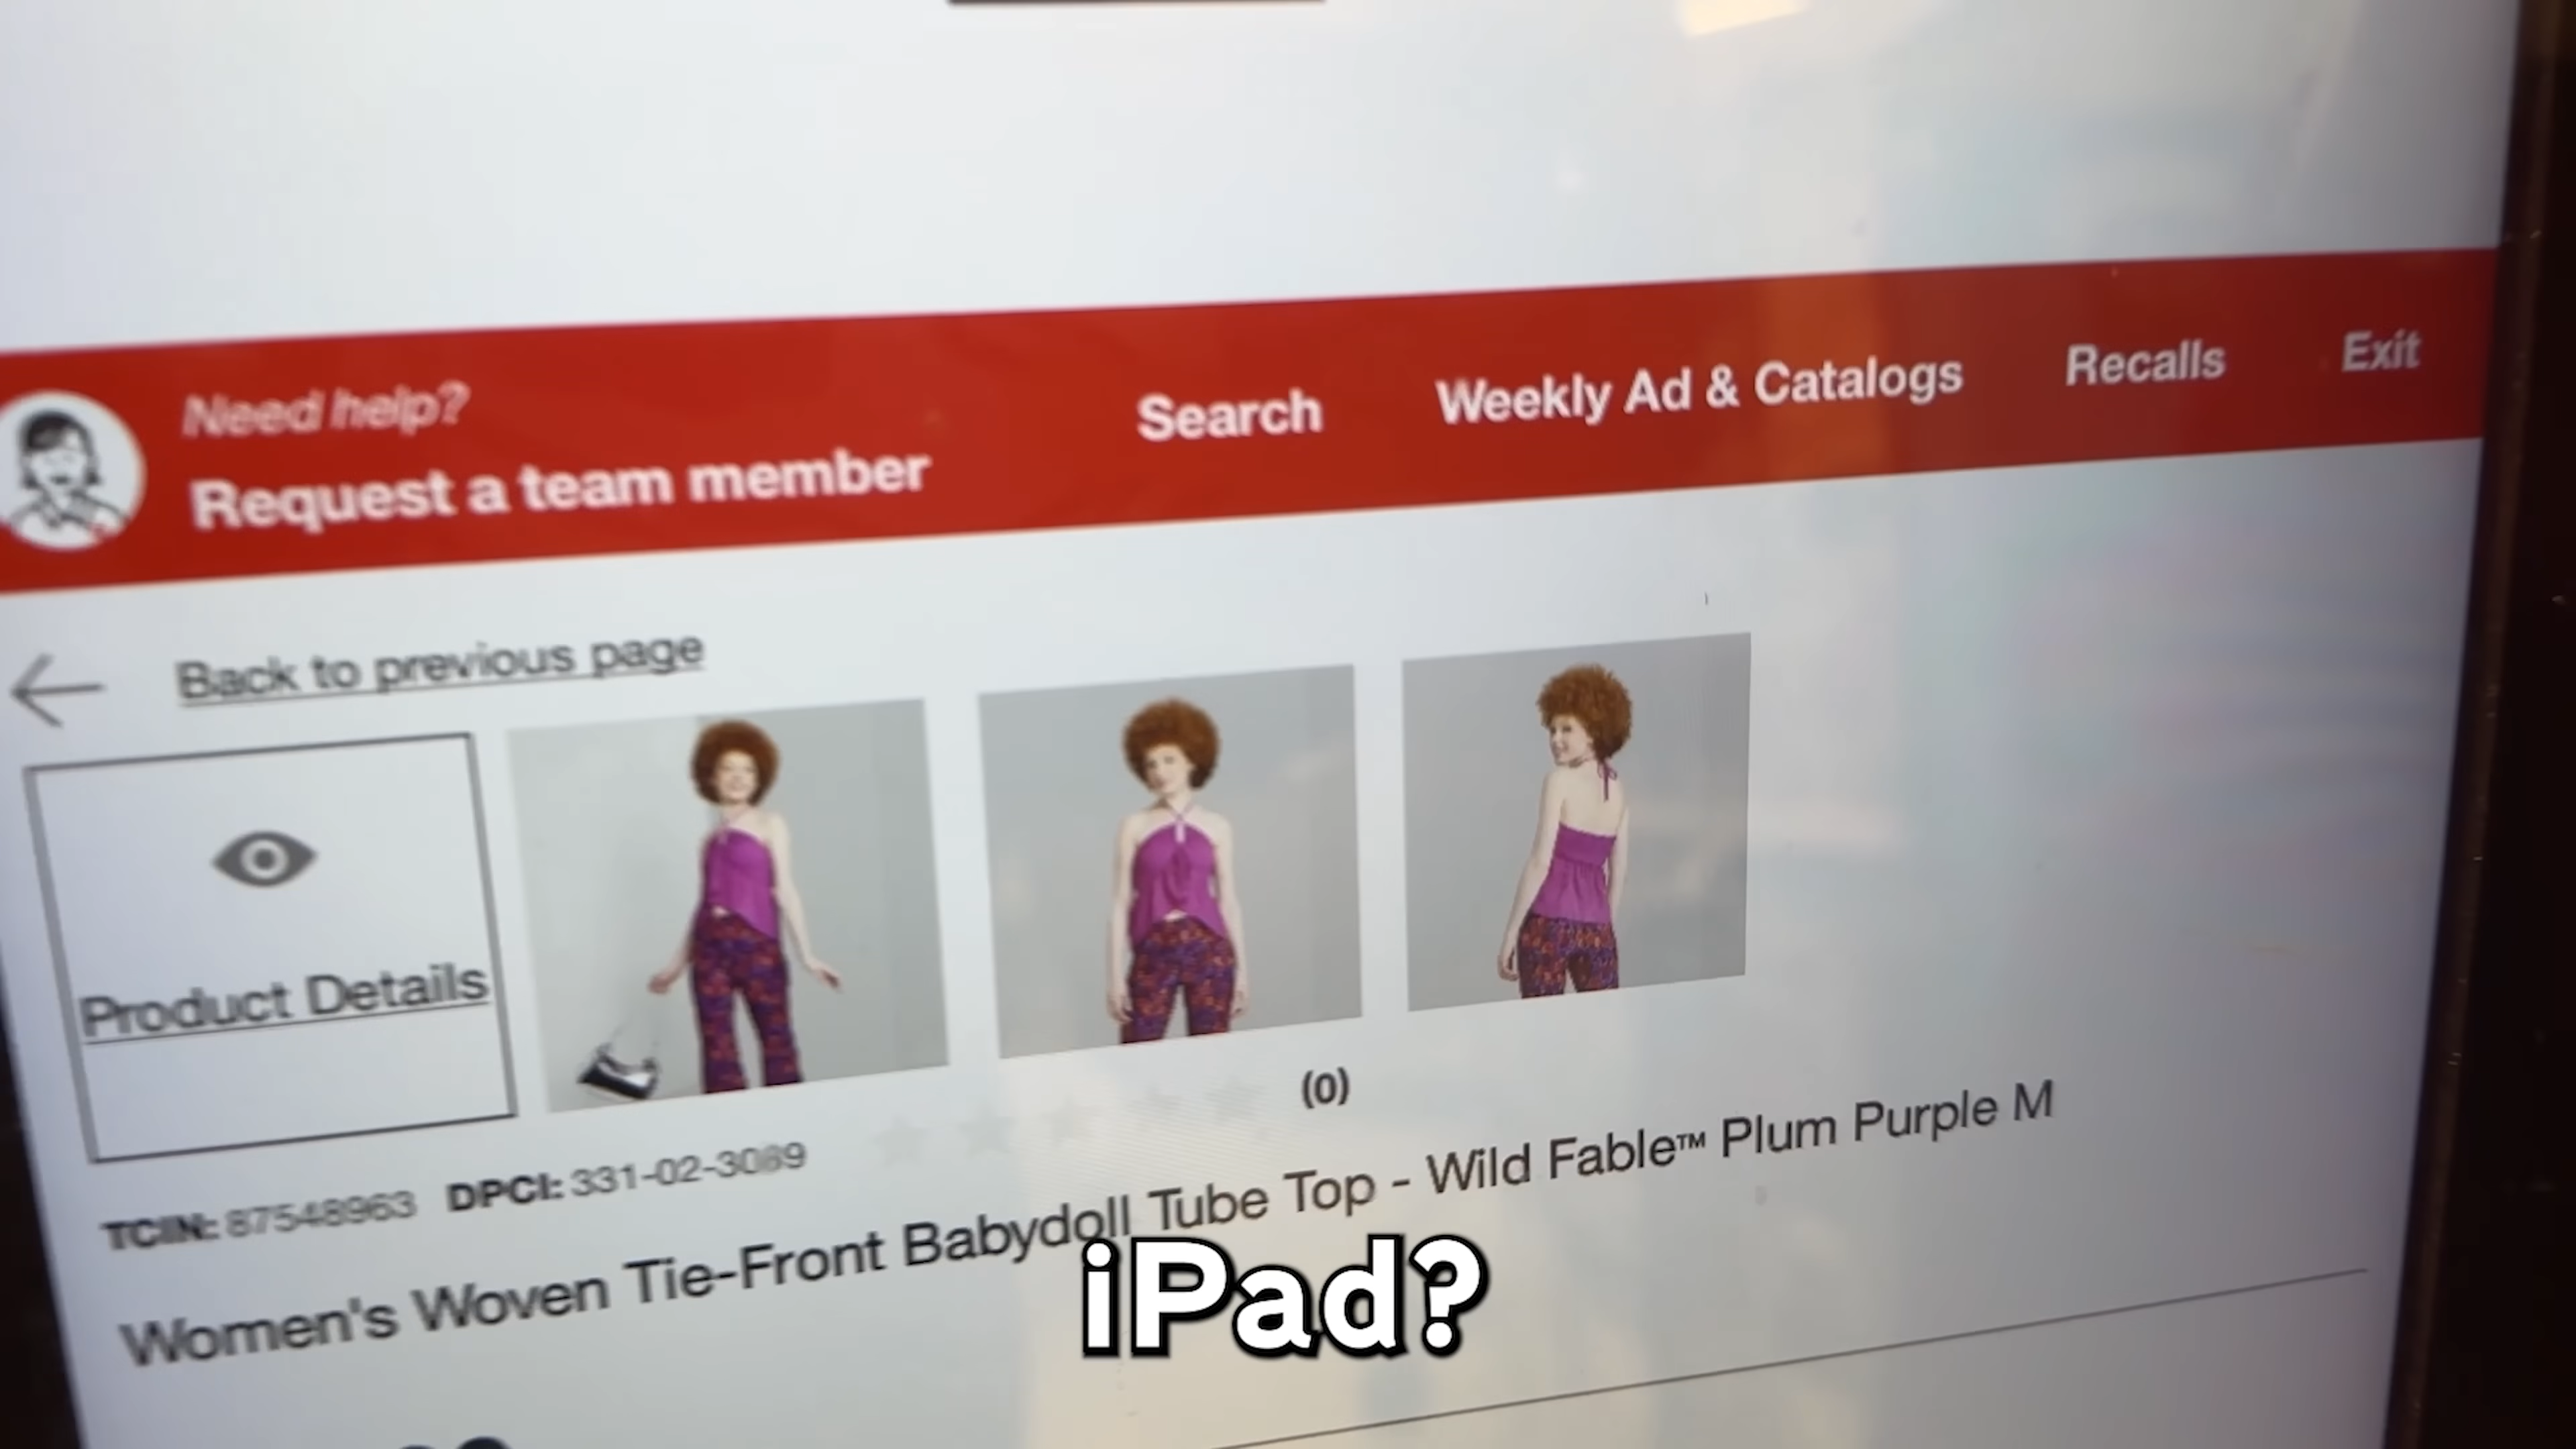 Need help?
Request a team member
Search
Weekly Ad & Catalogs
Recalls
Exit
Back to previous page
Product Details
(0)
TCIN: 87548963 DPCI: 331-02-3089
Women's Woven Tie-Front Babydoll Tube Top - Wild Fable™ Plum Purple M
iPad?